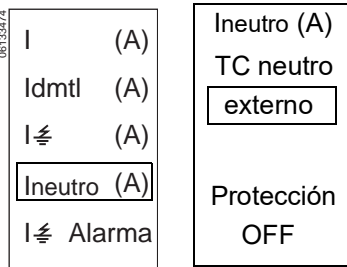 06133474
I (A)
Idmtl (A)
I⏚ (A)
Ineutro (A)
I⏚ Alarma
Ineutro (A)
TC neutro
externo
Protección
OFF